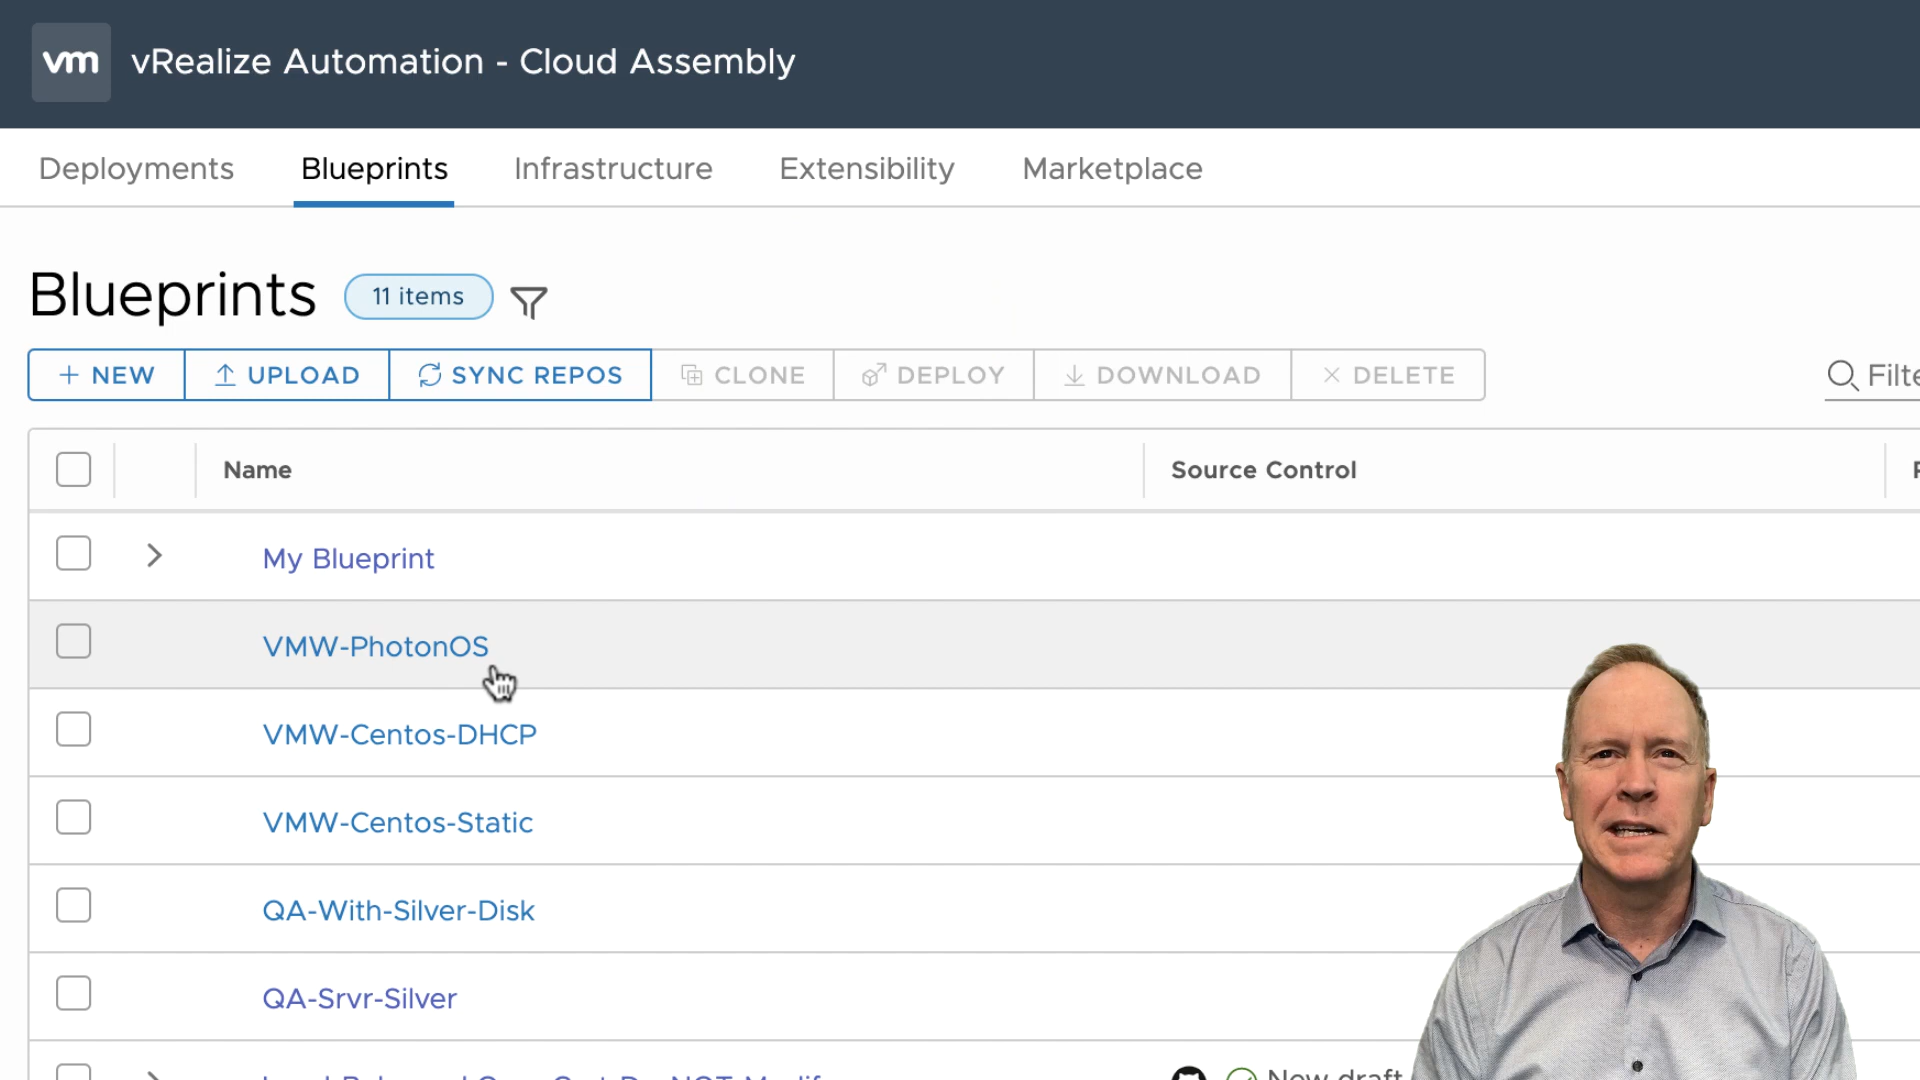 vm vRealize Automation - Cloud Assembly
Deployments Blueprints Infrastructure Extensibility Marketplace
Blueprints 11 items
+ NEW UPLOAD SYNC REPOS CLONE DEPLOY DOWNLOAD × DELETE
Name Source Control
My Blueprint
VMW-PhotonOS
VMW-Centos-DHCP
VMW-Centos-Static
QA-With-Silver-Disk
QA-Srvr-Silver
New draft